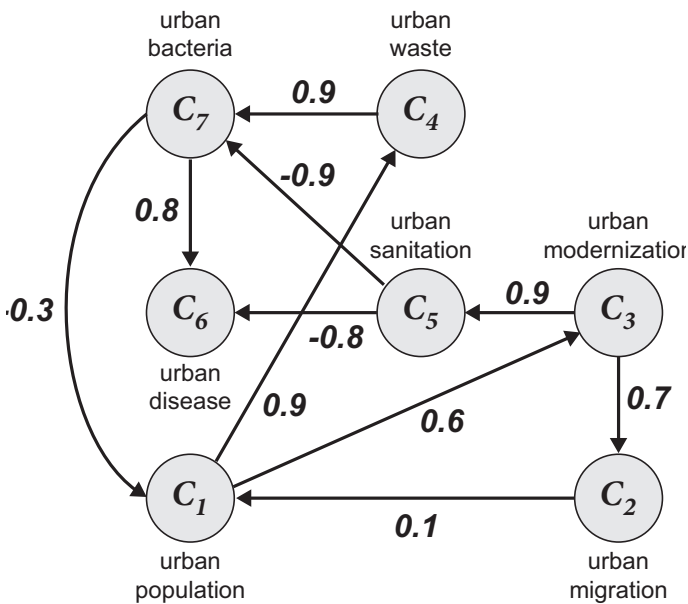 urban
bacteria
urban
waste
C7
0.9
C4
-0.9
0.8
urban
sanitation
urban
modernization
-0.3
C6
C5
0.9
C3
-0.8
urban
disease
0.9
0.6
0.7
C1
C2
0.1
urban
population
urban
migration